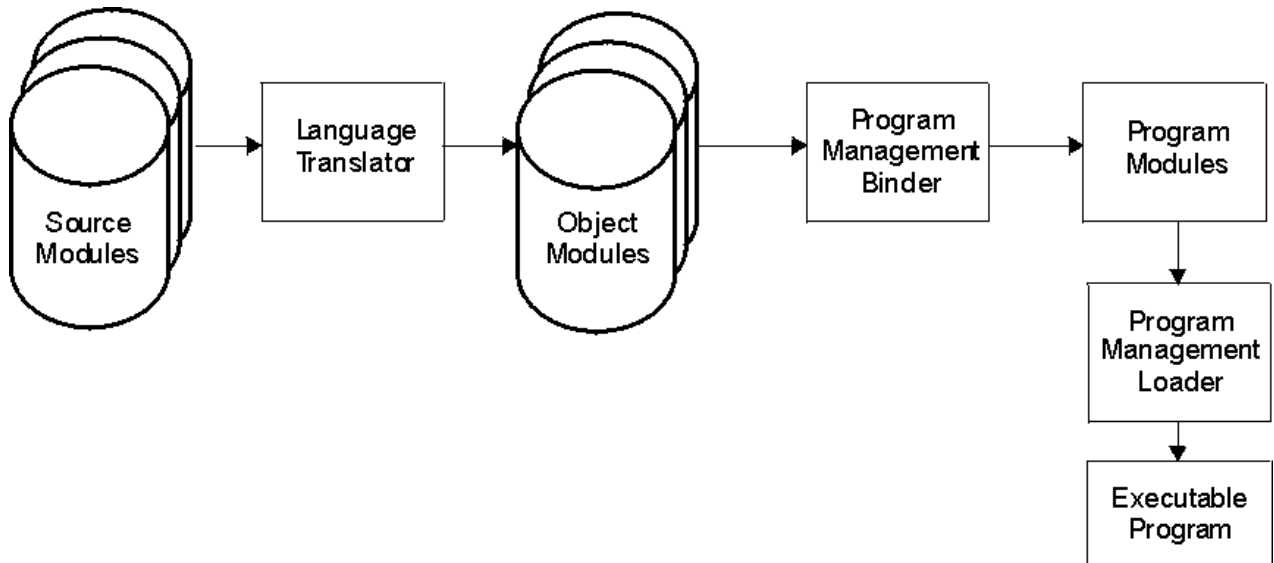 Source
Modules
Language
Translator
Object
Modules
Program
Management
Binder
Program
Modules
Program
Management
Loader
Executable
Program